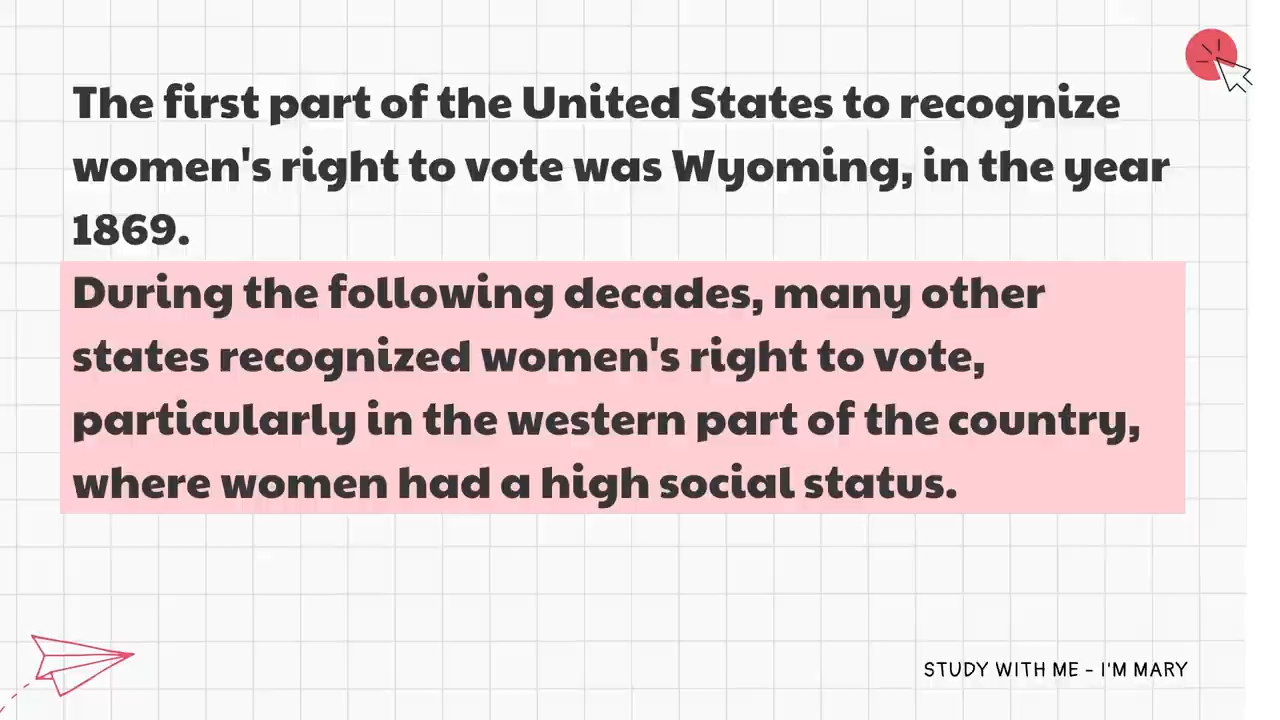 The first part of the United States to recognize
women's right to vote was Wyoming, in the year
1869.
During the following decades, many other
states recognized women's right to vote,
particularly in the western part of the country,
where women had a high social status.
STUDY WITH ME - I'M MARY